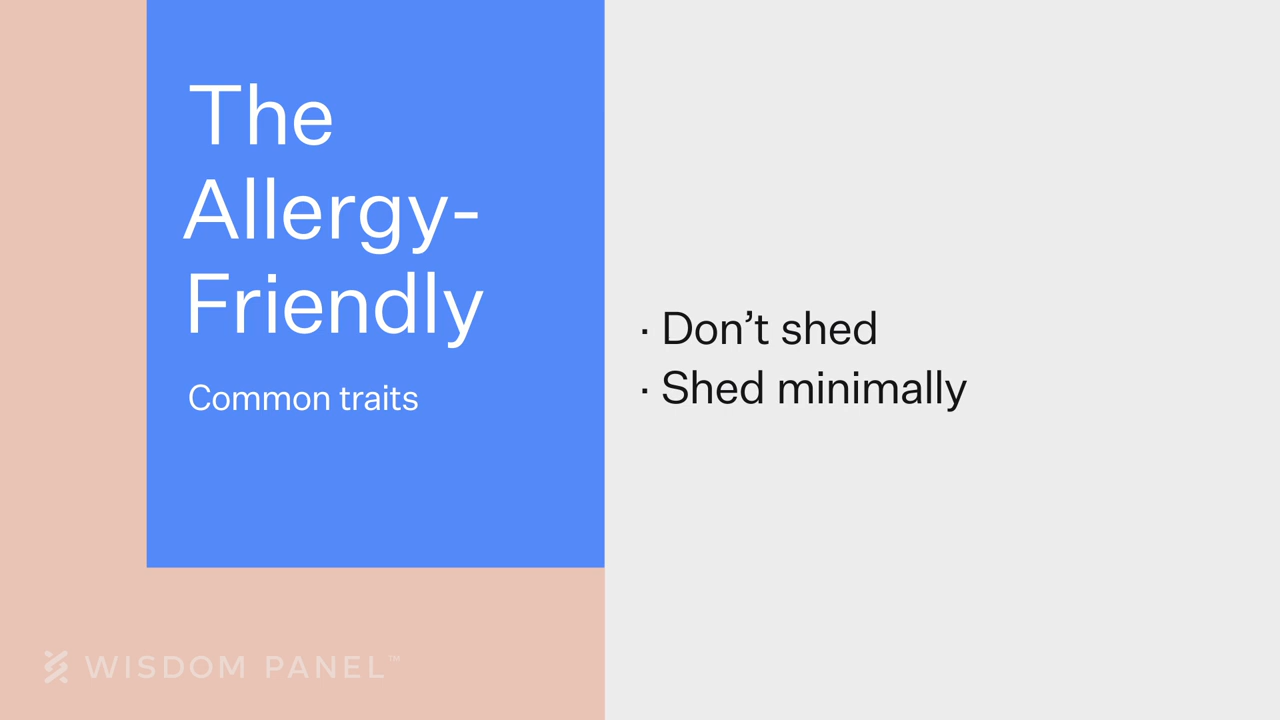 The
Allergy-
Friendly
Common traits
· Don’t shed
· Shed minimally
WISDOM PANEL™